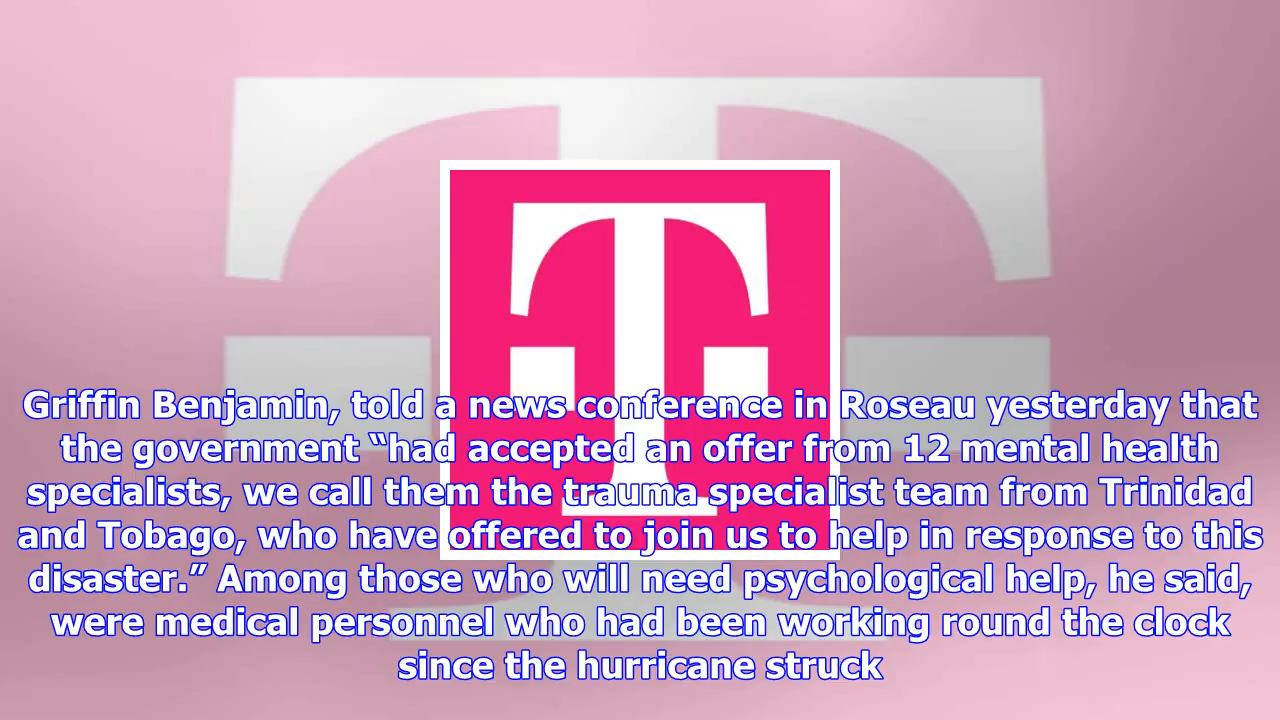 Griffin Benjamin, told a news conference in Roseau yesterday that
the government “had accepted an offer from 12 mental health
specialists, we call them the trauma specialist team from Trinidad
and Tobago, who have offered to join us to help in response to this
disaster.” Among those who will need psychological help, he said,
were medical personnel who had been working round the clock
since the hurricane struck